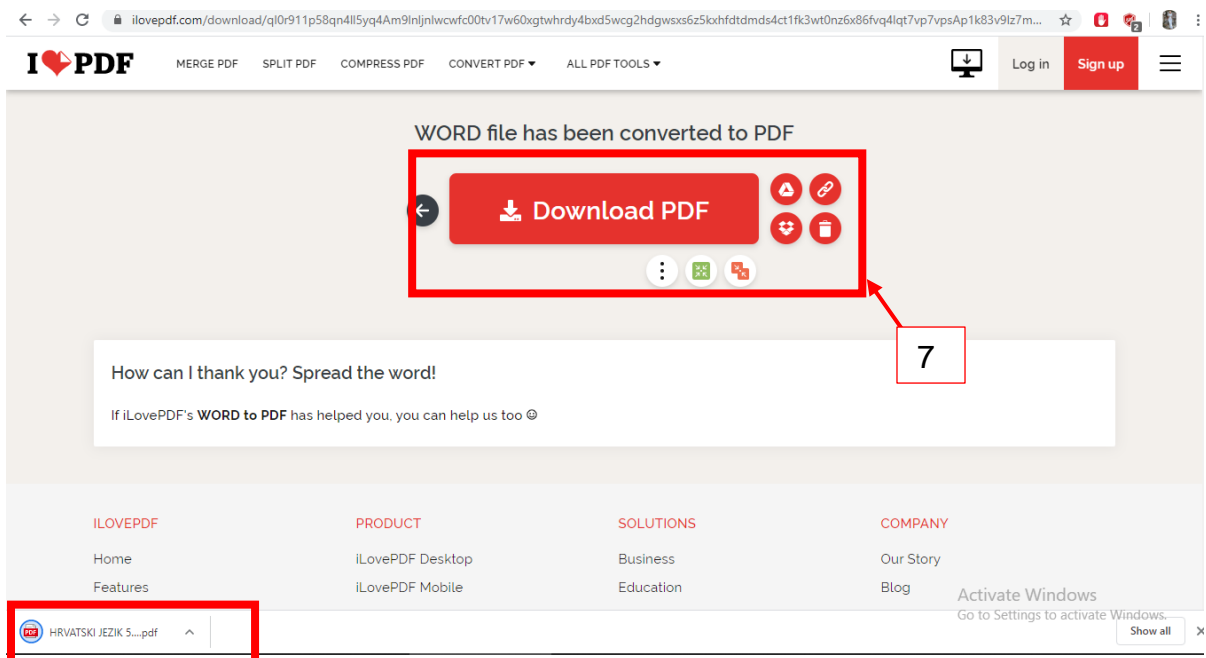 ilovepdf.com/download/
I PDF
MERGE PDF SPLIT PDF COMPRESS PDF CONVERT PDF ALL PDF TOOLS Log in Sign up
2
WORD file has been converted to PDF
Download PDF
7
How can I thank you? Spread the word!
If iLovePDF's WORD to PDF has helped you, you can help us too
ILOVEPDF PRODUCT SOLUTIONS COMPANY
Home iLovePDF Desktop Business Our Story
Features iLovePDF Mobile Education Blog
Activate Windows
Go to Settings to activate Windows.
PDF HRVATSKI JEZIK 5....pdf Show all